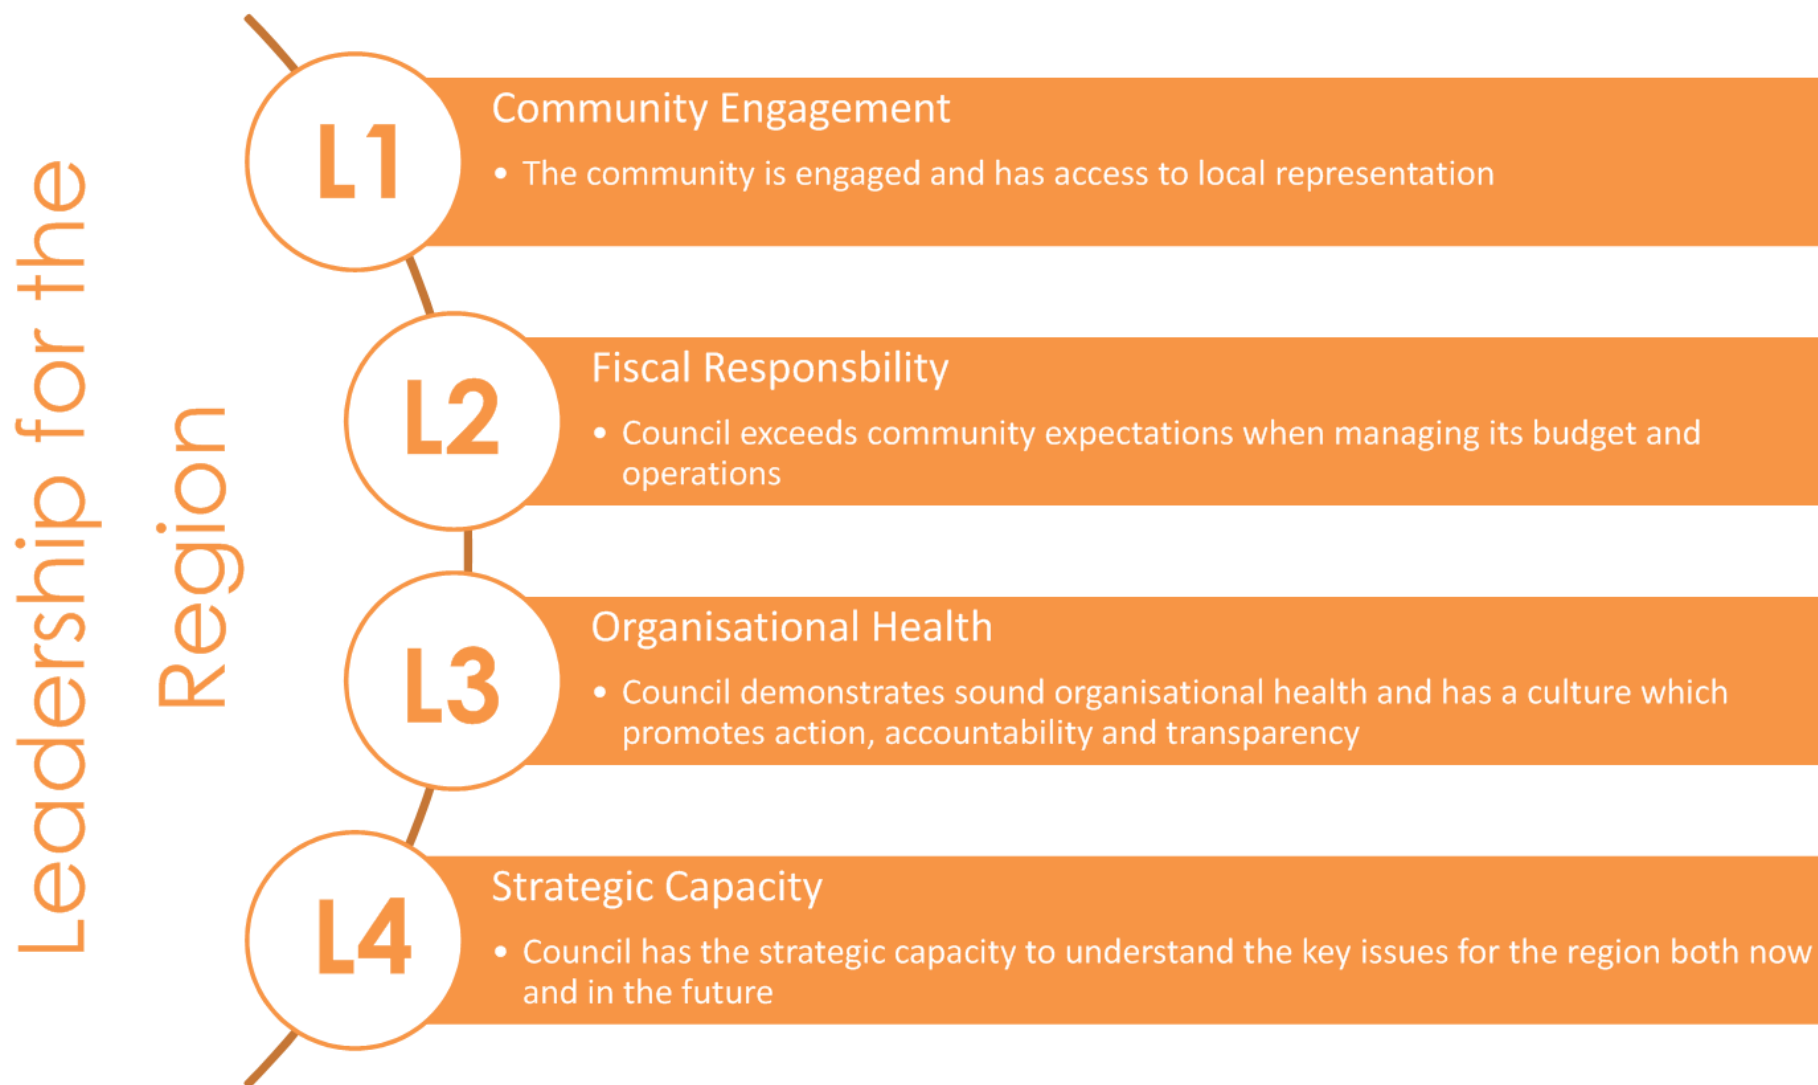 Leadership for the
Region
L1
Community Engagement
• The community is engaged and has access to local representation
L2
Fiscal Responsbility
• Council exceeds community expectations when managing its budget and
operations
L3
Organisational Health
• Council demonstrates sound organisational health and has a culture which
promotes action, accountability and transparency
L4
Strategic Capacity
• Council has the strategic capacity to understand the key issues for the region both now
and in the future